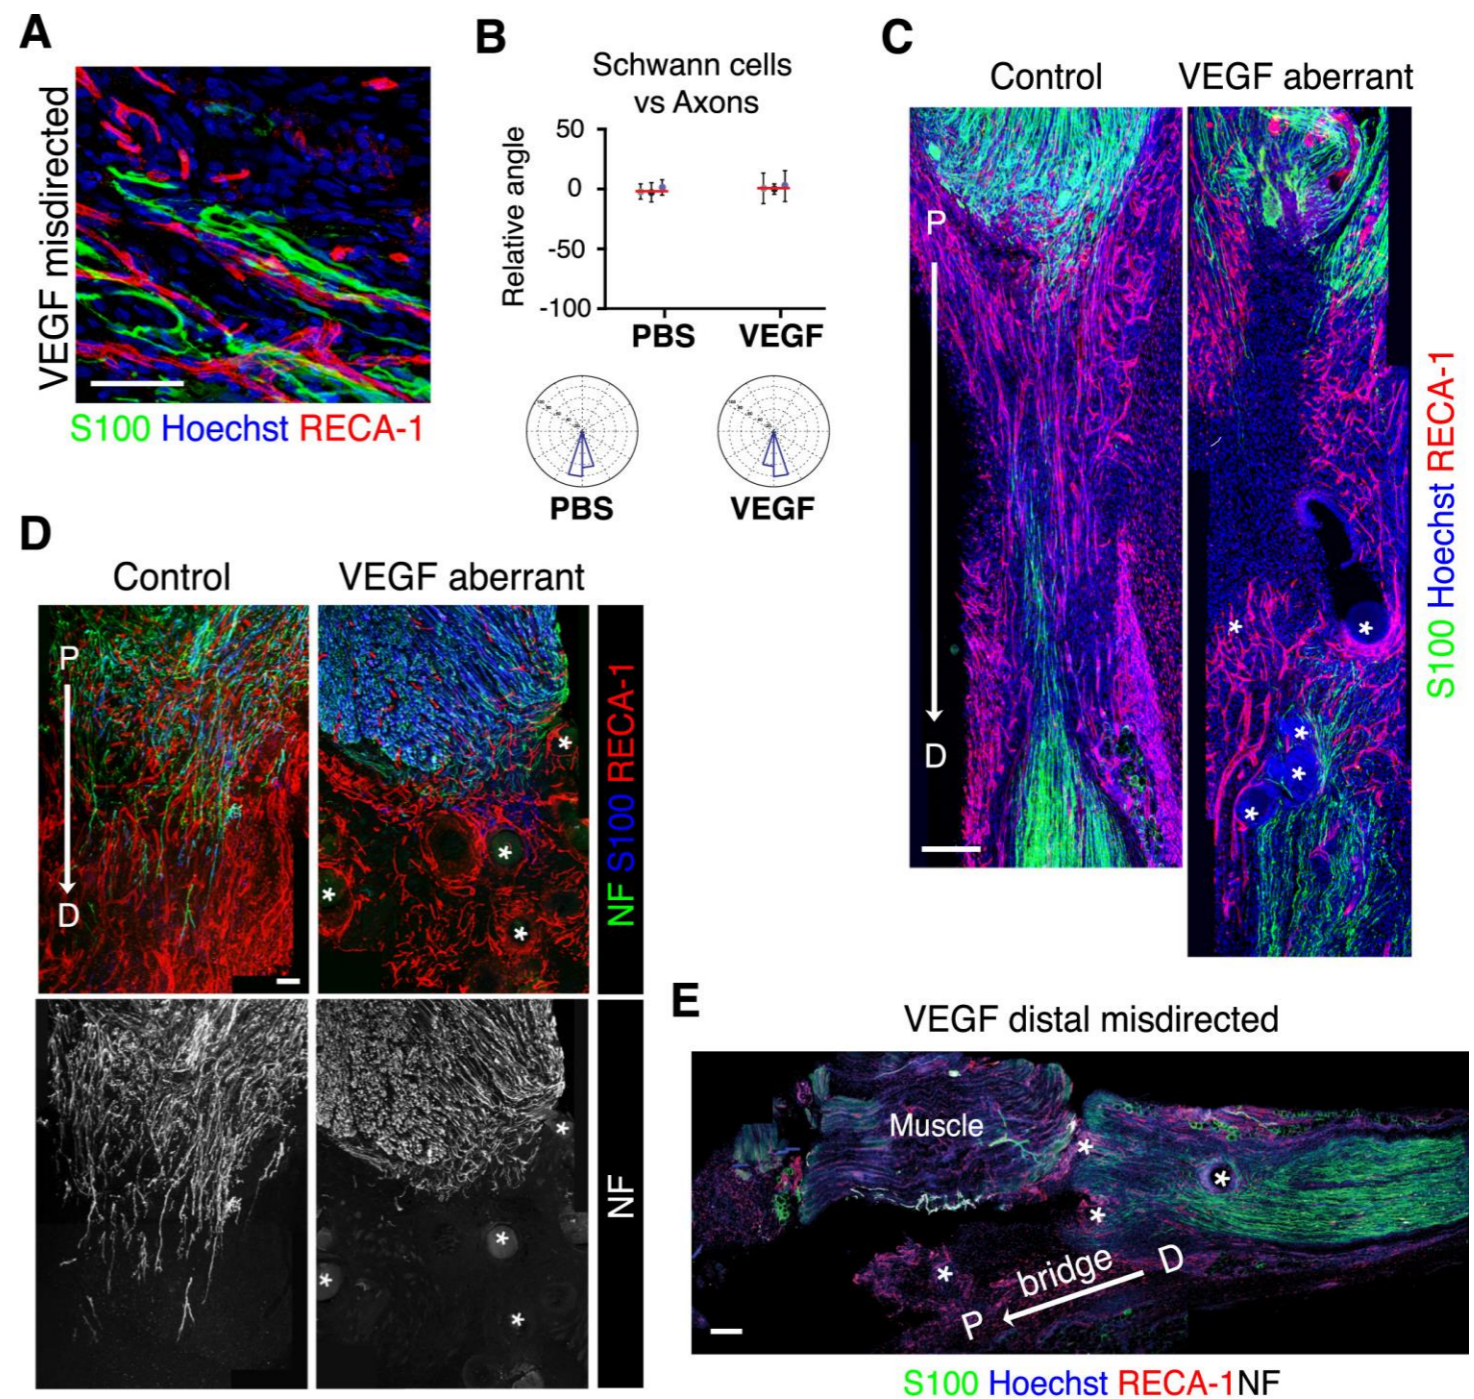 A
VEGF misdirected
S100 Hoechst RECA-1
B
Schwann cells
vs Axons
Relative angle
50
0
-50
-100
PBS
VEGF
PBS
VEGF
C
Control
VEGF aberrant
P
D
*
*
*
*
*
S100 Hoechst RECA-1
D
Control
VEGF aberrant
P
D
*
*
*
*
NF S100 RECA-1
*
*
*
*
NF
E
VEGF distal misdirected
Muscle
*
*
*
*
bridge
P
D
S100 Hoechst RECA-1NF